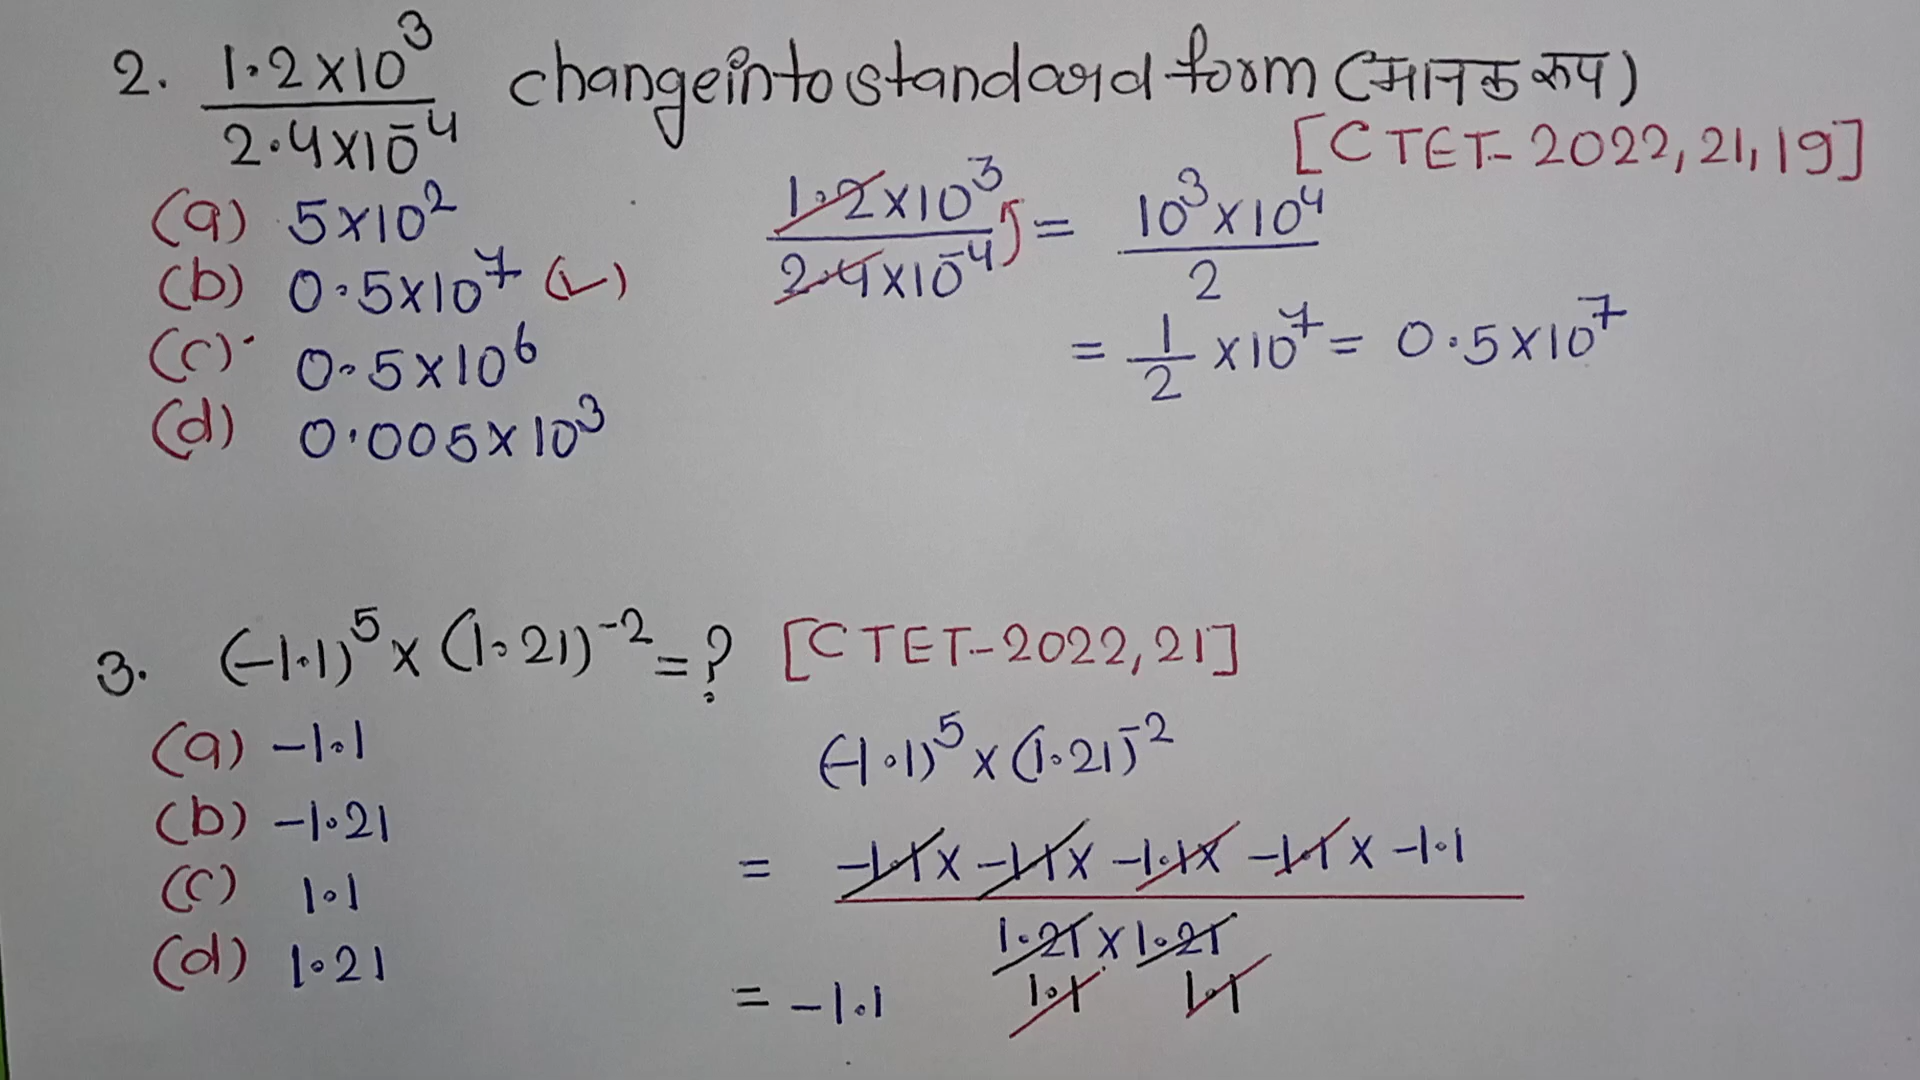 2. 1.2×10³ / 2.4×10⁻⁴ change into standard form (मानक रूप)
[CTET-2022,21,19]
(a) 5×10²
(b) 0.5×10⁷ (✓)
(c) 0.5×10⁶
(d) 0.005×10³
1.2×10³ / 2.4×10⁻⁴ = 10³×10⁴ / 2
= 1/2 ×10⁷ = 0.5×10⁷
3. (-1.1)⁵×(1.21)⁻² = ? [CTET-2022,21]
(a) -1.1
(b) -1.21
(c) 1.1
(d) 1.21
(-1.1)⁵×(1.21)⁻²
= -1.1×-1.1×-1.1×-1.1×-1.1
1.21×1.21
1.1 1.1
= -1.1